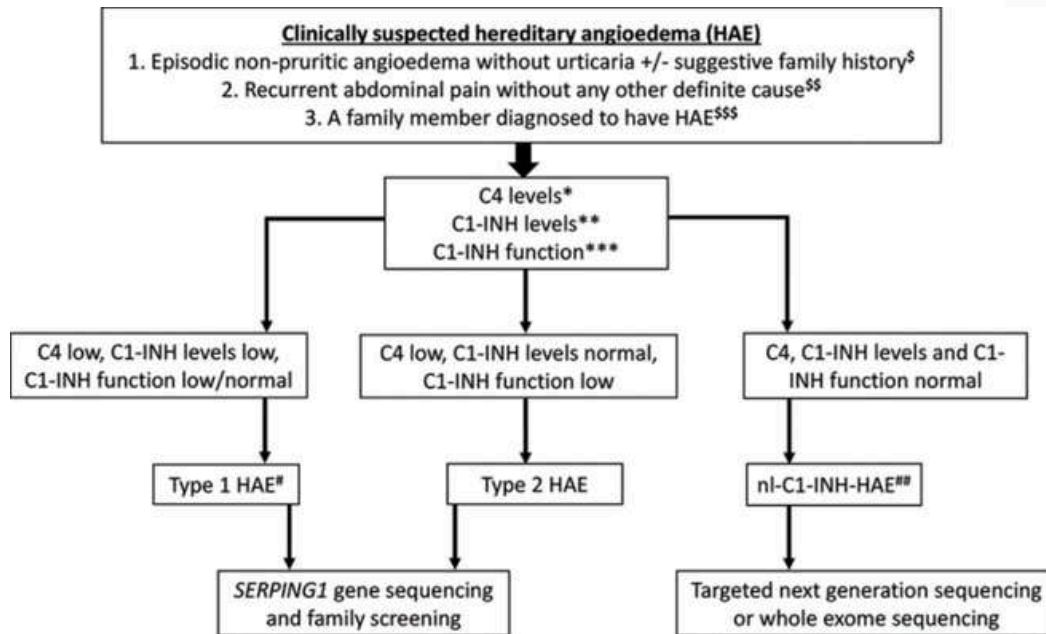 Clinically suspected hereditary angioedema (HAE)
1. Episodic non-pruritic angioedema without urticaria +/- suggestive family history$
2. Recurrent abdominal pain without any other definite cause$$
3. A family member diagnosed to have HAE$$$
C4 levels*
C1-INH levels**
C1-INH function***
C4 low, C1-INH levels low,
C1-INH function low/normal
C4 low, C1-INH levels normal,
C1-INH function low
C4, C1-INH levels and C1-
INH function normal
Type 1 HAE#
Type 2 HAE
nl-C1-INH-HAE##
SERPING1 gene sequencing
and family screening
Targeted next generation sequencing
or whole exome sequencing